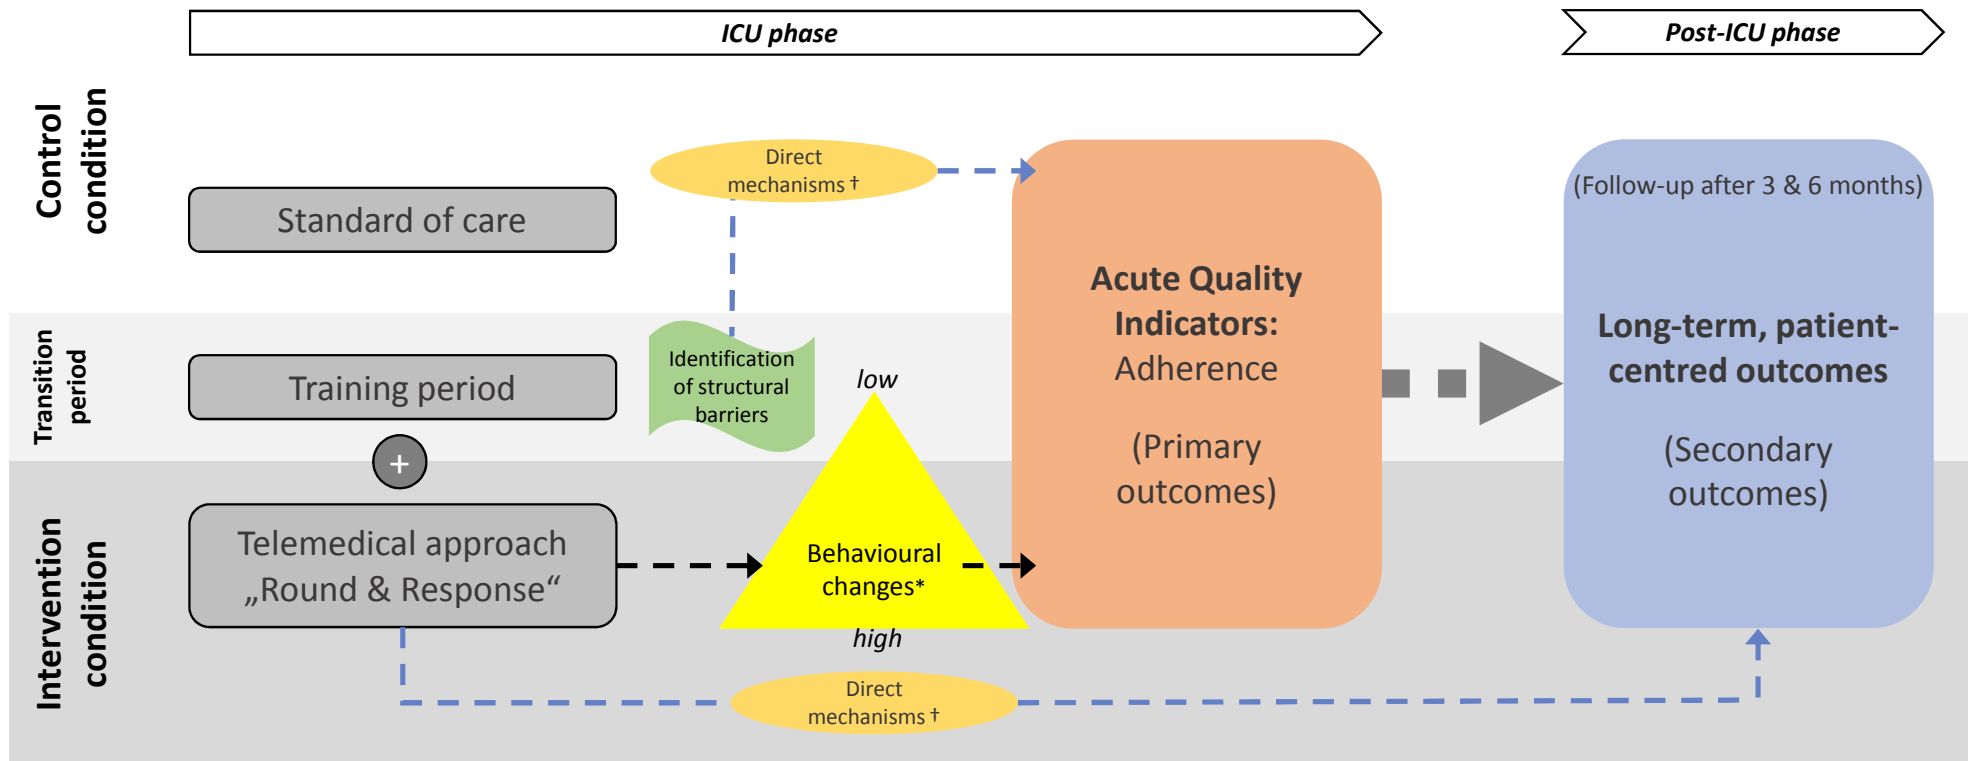 ICU phase
Post-ICU phase
Control
condition
Direct
mechanisms †
Standard of care
(Follow-up after 3 & 6 months)
Acute Quality
Indicators:
Adherence
(Primary
outcomes)
Long-term, patient-
centred outcomes
(Secondary
outcomes)
Transition
period
Training period
Identification
of structural
barriers
low
+
Intervention
condition
Telemedical approach
„Round & Response“
Behavioural
changes*
high
Direct
mechanisms †